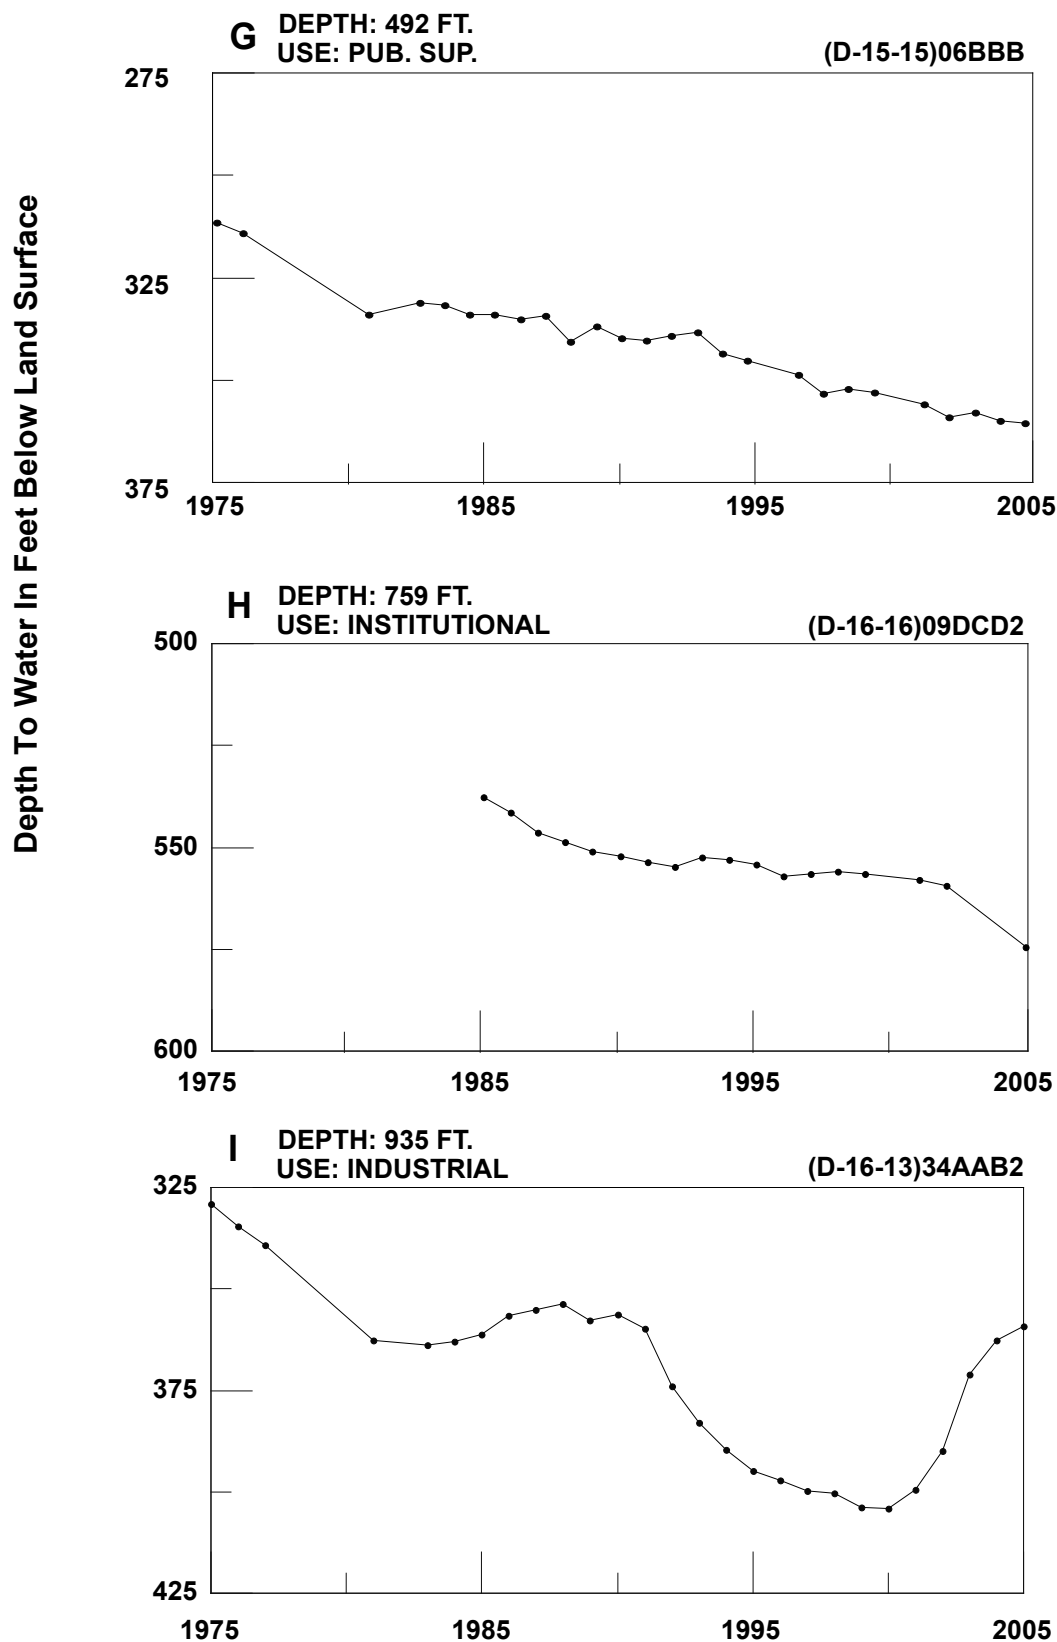 Depth To Water In Feet Below Land Surface
G
DEPTH: 492 FT.
USE: PUB. SUP.
(D-15-15)06BBB
275
325
375
1975 1985 1995 2005
H
DEPTH: 759 FT.
USE: INSTITUTIONAL
(D-16-16)09DCD2
500
550
600
1975 1985 1995 2005
I
DEPTH: 935 FT.
USE: INDUSTRIAL
(D-16-13)34AAB2
325
375
425
1975 1985 1995 2005